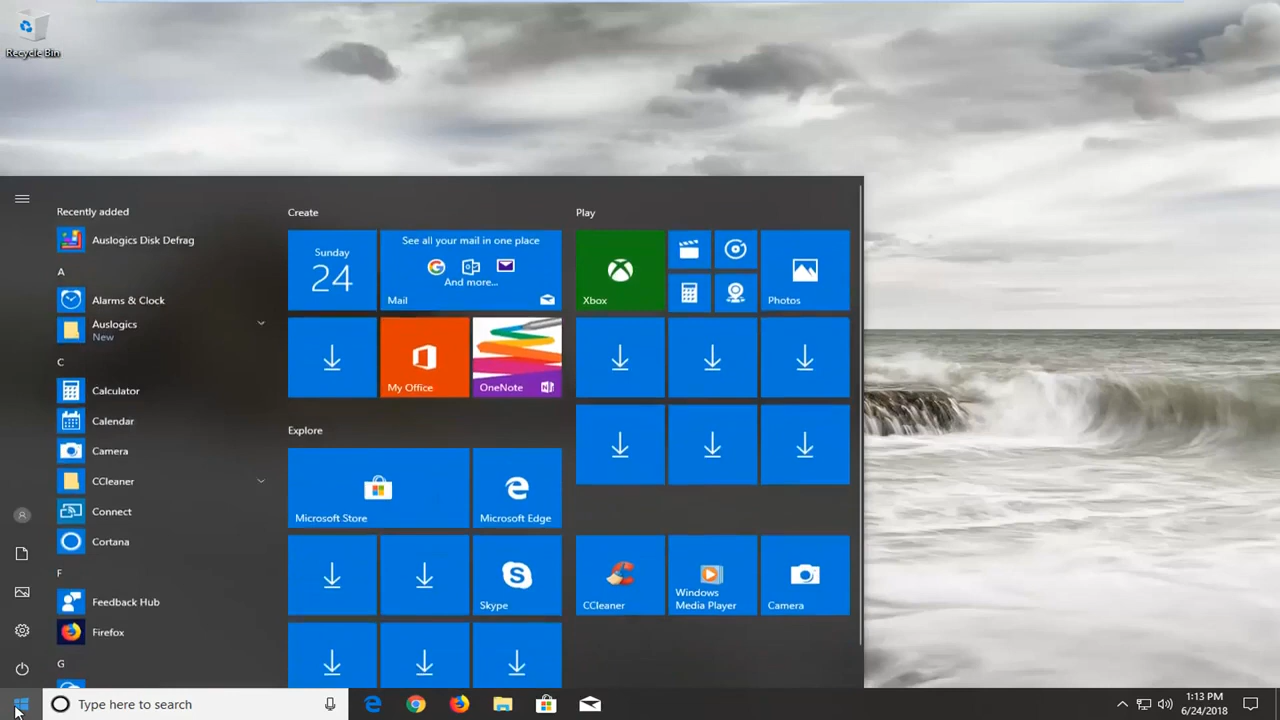 Recycle Bin
Recently added
Auslogics Disk Defrag
A
Alarms & Clock
Auslogics
New
C
Calculator
Calendar
Camera
CCleaner
Connect
Cortana
F
Feedback Hub
Firefox
G
Create
Sunday
24
See all your mail in one place
And more...
Mail
My Office
OneNote
Explore
Microsoft Store
Microsoft Edge
Skype
Play
Xbox
Photos
CCleaner
Windows
Media Player
Camera
Type here to search
1:13 PM
6/24/2018